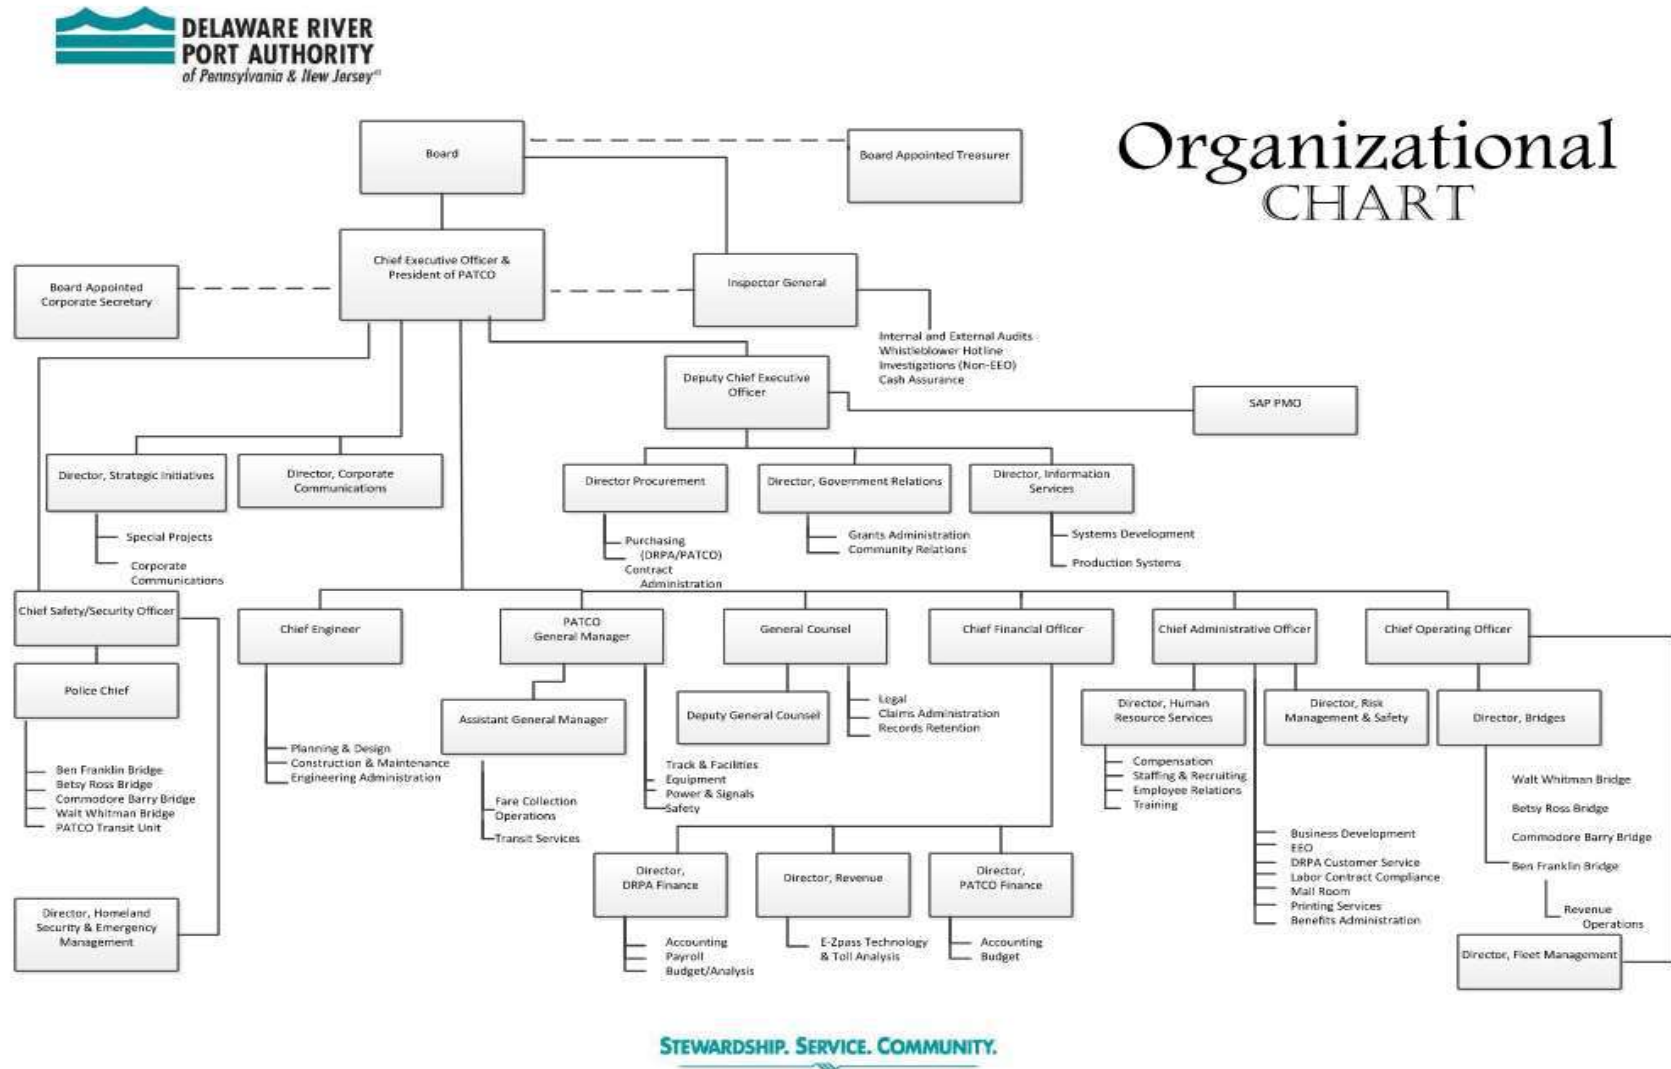 DELAWARE RIVER
PORT AUTHORITY
of Pennsylvania & New Jersey
Organizational
CHART
Board
Board Appointed Treasurer
Chief Executive Officer &
President of PATCO
Board Appointed
Corporate Secretary
Inspector General
Internal and External Audits
Whistleblower Hotline
Investigations (Non-EEO)
Cash Assurance
Deputy Chief Executive
Officer
SAP PMO
Director, Strategic Initiatives
Special Projects
Corporate
Communications
Director, Corporate
Communications
Director Procurement
Purchasing
(DRPA/PATCO)
Contract
Administration
Director, Government Relations
Grants Administration
Community Relations
Director, Information
Services
Systems Development
Production Systems
Chief Safety/Security Officer
Police Chief
Ben Franklin Bridge
Betsy Ross Bridge
Commodore Barry Bridge
Walt Whitman Bridge
PATCO Transit Unit
Director, Homeland
Security & Emergency
Management
Chief Engineer
Planning & Design
Construction & Maintenance
Engineering Administration
PATCO
General Manager
Assistant General Manager
Fare Collection
Operations
Transit Services
Track & Facilities
Equipment
Power & Signals
Safety
General Counsel
Deputy General Counsel
Legal
Claims Administration
Records Retention
Chief Financial Officer
Director,
DRPA Finance
Accounting
Payroll
Budget/Analysis
Director, Revenue
E-Zpass Technology
& Toll Analysis
Director,
PATCO Finance
Accounting
Budget
Chief Administrative Officer
Director, Human
Resource Services
Compensation
Staffing & Recruiting
Employee Relations
Training
Director, Risk
Management & Safety
Business Development
EEO
DRPA Customer Service
Labor Contract Compliance
Mail Room
Printing Services
Benefits Administration
Chief Operating Officer
Director, Bridges
Walt Whitman Bridge
Betsy Ross Bridge
Commodore Barry Bridge
Ben Franklin Bridge
Revenue
Operations
Director, Fleet Management
STEWARDSHIP. SERVICE. COMMUNITY.